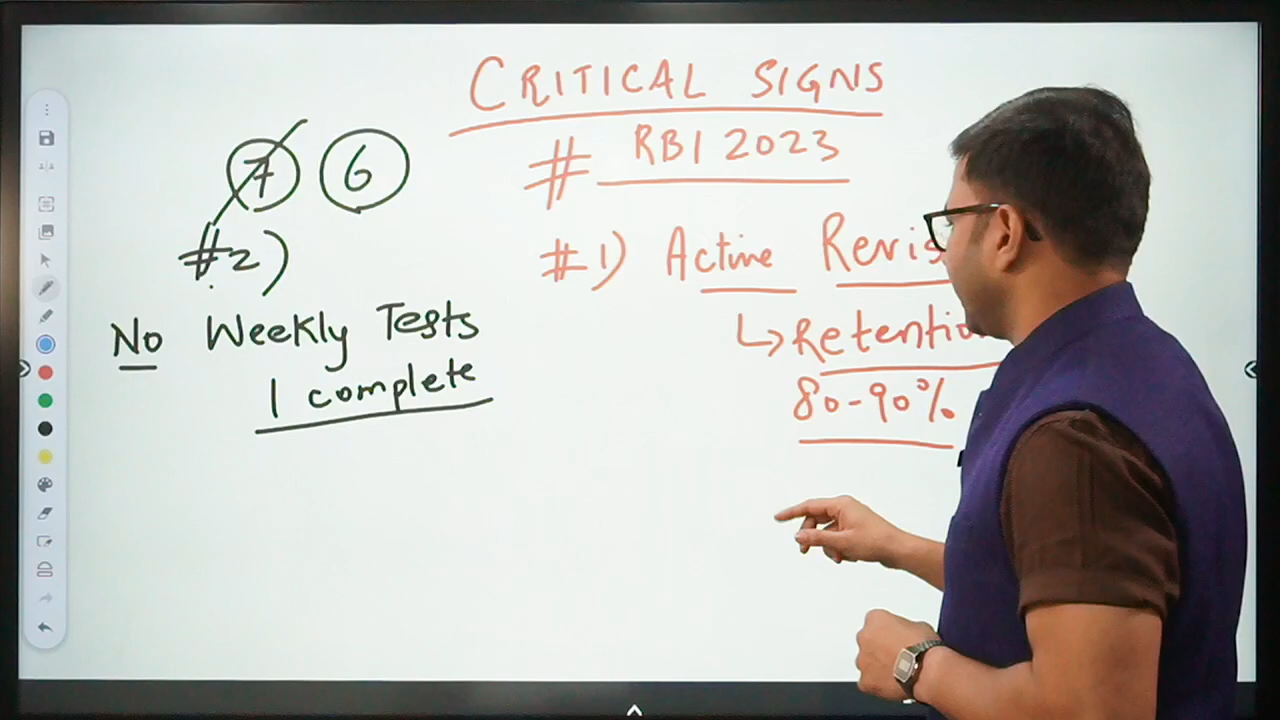 CRITICAL SIGNS
# RBI 2023
7 6
#1) Active
↳ Retention
80-90%
#2)
No Weekly Tests
1 complete